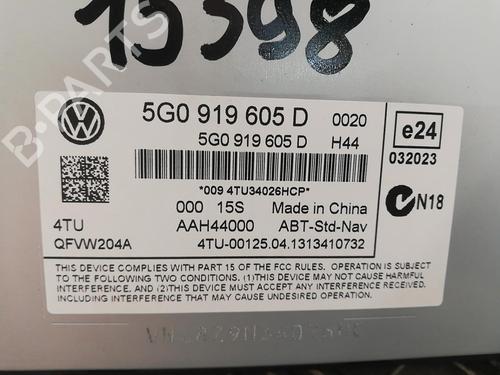 15398
B-PARTS
5G0 919 605 D 0020
5G0 919 605 D H44
e24
032023
*009 4TU34026HCP*
N18
000 15S Made in China
4TU AAH44000 ABT-Std-Nav
QFVW204A 4TU-00125.04.1313410732
THIS DEVICE COMPLIES WITH PART 15 OF THE FCC RULES. OPERATION IS SUBJECT TO THE
FOLLOWING TWO CONDITIONS. (1)THIS DEVICE MAY NOT CAUSE HARMFUL
INTERFERENCE, AND (2)THIS DEVICE MUST ACCEPT ANY INTERFERENCE RECEIVED,
INCLUDING INTERFERENCE THAT MAY CAUSE UNDESIRED OPERATION.